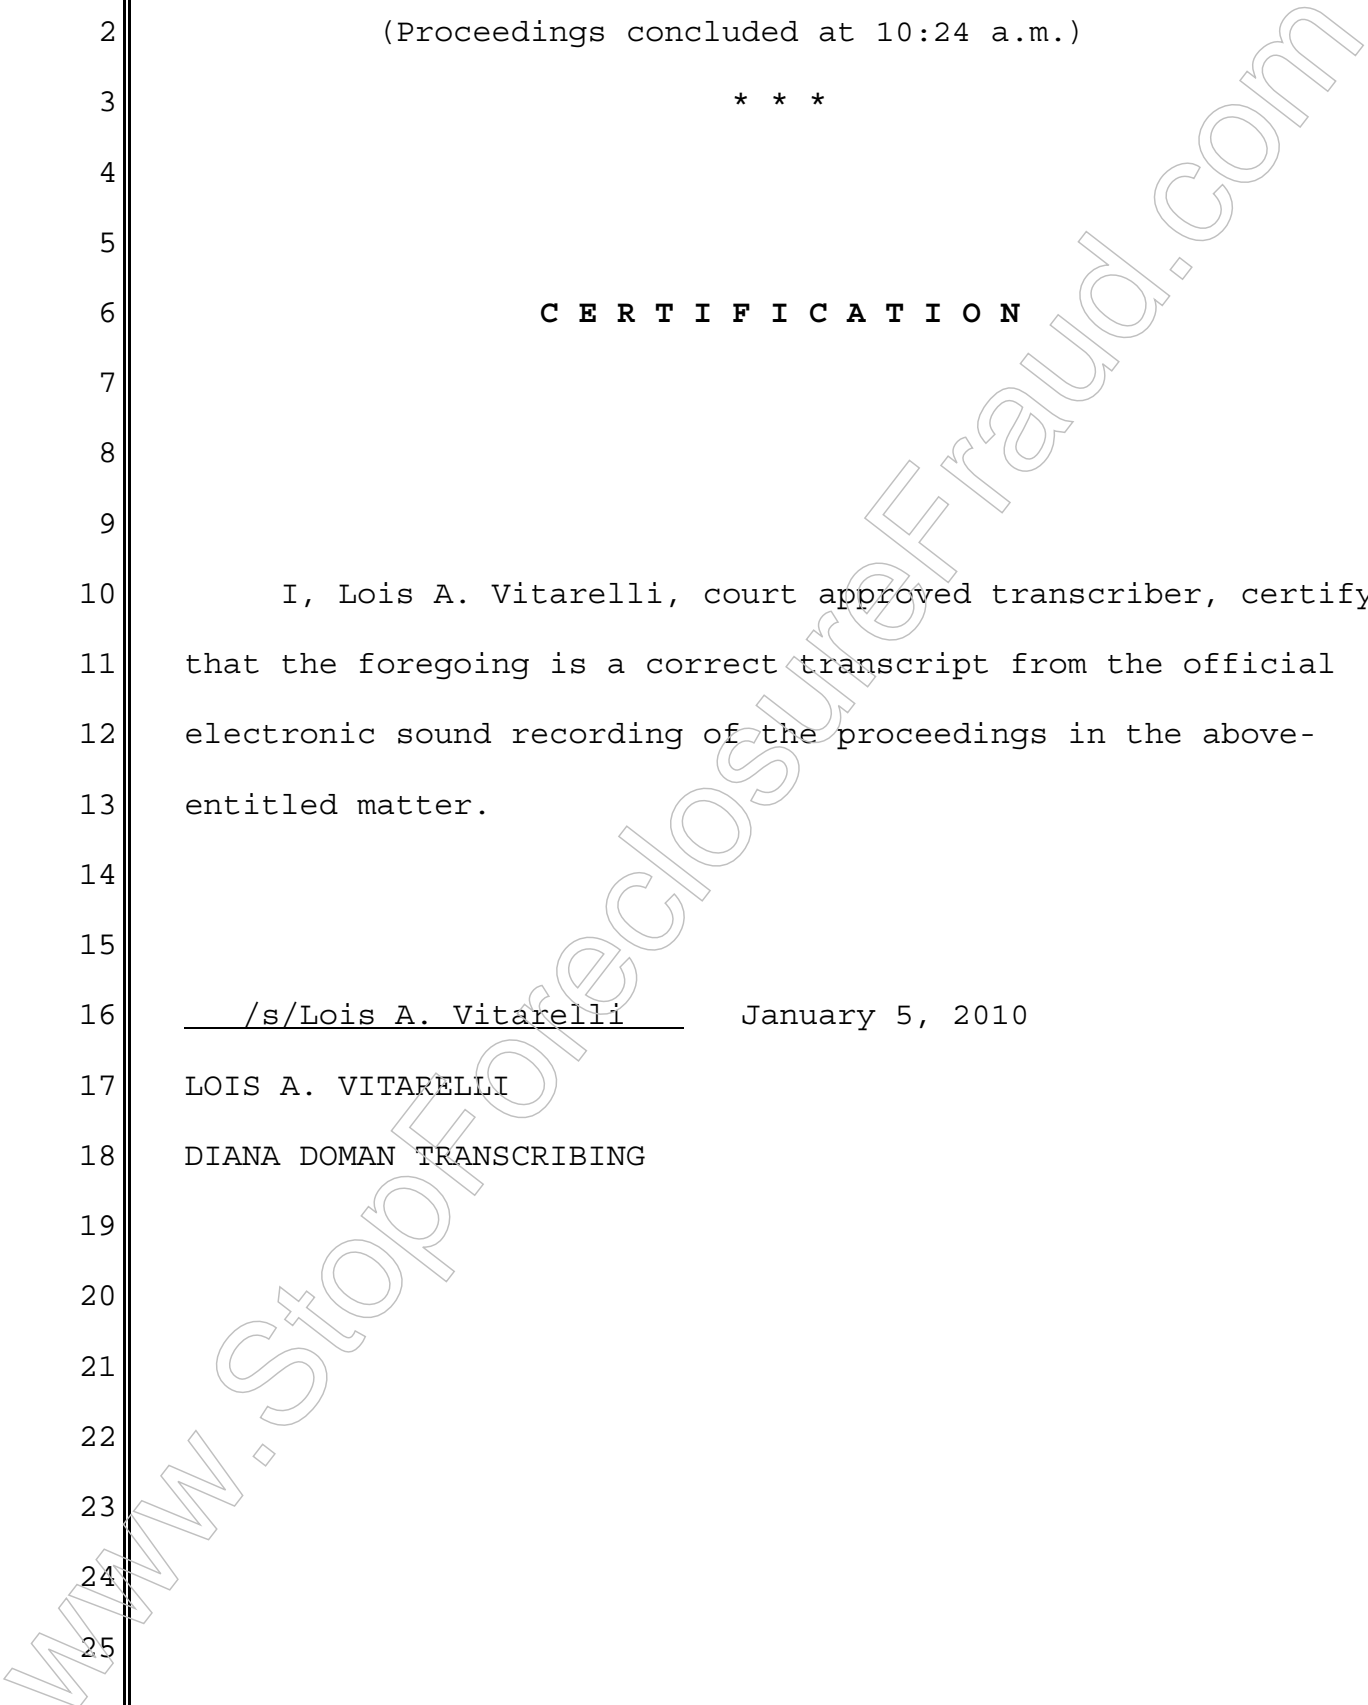 2 (Proceedings concluded at 10:24 a.m.)
3 * * *
4
5
6 C E R T I F I C A T I O N
7
8
9
10 I, Lois A. Vitarelli, court approved transcriber, certify
11 that the foregoing is a correct transcript from the official
12 electronic sound recording of the proceedings in the above-
13 entitled matter.
14
15
16 /s/Lois A. Vitarelli January 5, 2010
17 LOIS A. VITARELLI
18 DIANA DOMAN TRANSCRIBING
19
20
21
22
23
24
25
www.StopForeclosureFraud.com